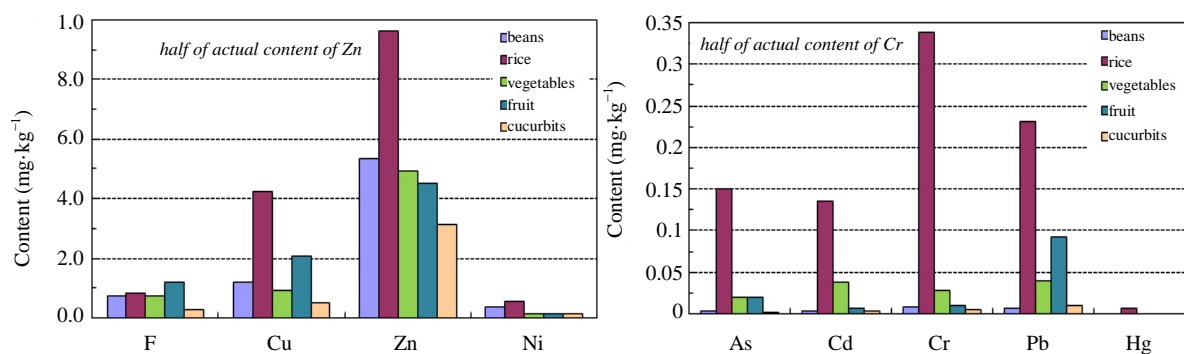 1.0
half of actual content of Zn
beans
rice
vegetables
fruit
cucurbits
8.0
6.0
4.0
2.0
0.0
Content (mg·kg⁻¹)
F Cu Zn Ni
0.35
half of actual content of Cr
beans
rice
vegetables
fruit
cucurbits
0.3
0.25
0.2
0.15
0.1
0.05
0
Content (mg·kg⁻¹)
As Cd Cr Pb Hg